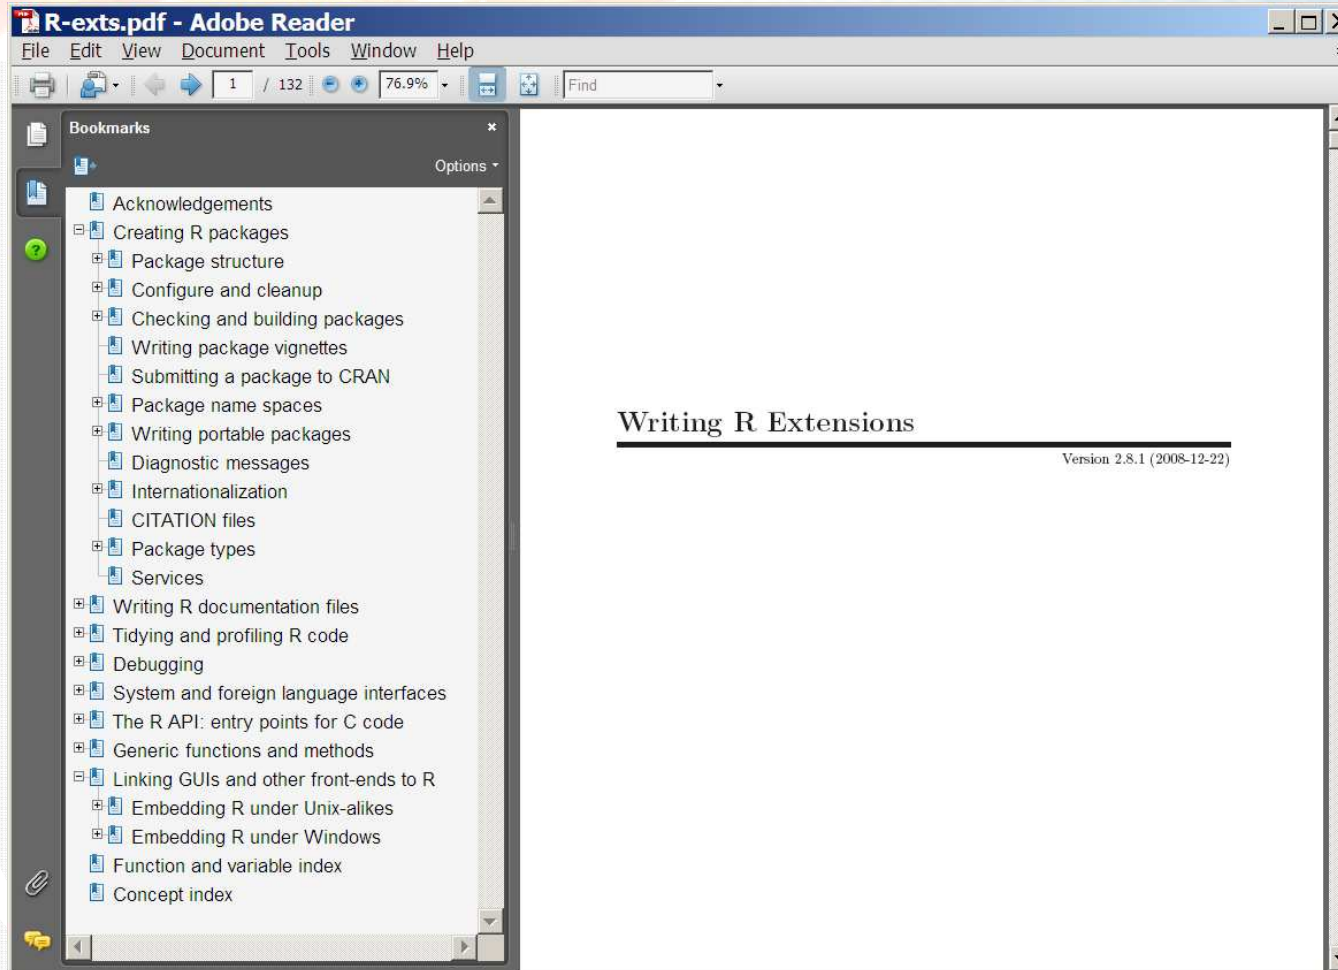 R-exts.pdf - Adobe Reader
File Edit View Document Tools Window Help
1 / 132 76.9% Find
Bookmarks
Options
Acknowledgements
Creating R packages
Package structure
Configure and cleanup
Checking and building packages
Writing package vignettes
Submitting a package to CRAN
Package name spaces
Writing portable packages
Diagnostic messages
Internationalization
CITATION files
Package types
Services
Writing R documentation files
Tidying and profiling R code
Debugging
System and foreign language interfaces
The R API: entry points for C code
Generic functions and methods
Linking GUIs and other front-ends to R
Embedding R under Unix-alikes
Embedding R under Windows
Function and variable index
Concept index
Writing R Extensions
Version 2.8.1 (2008-12-22)